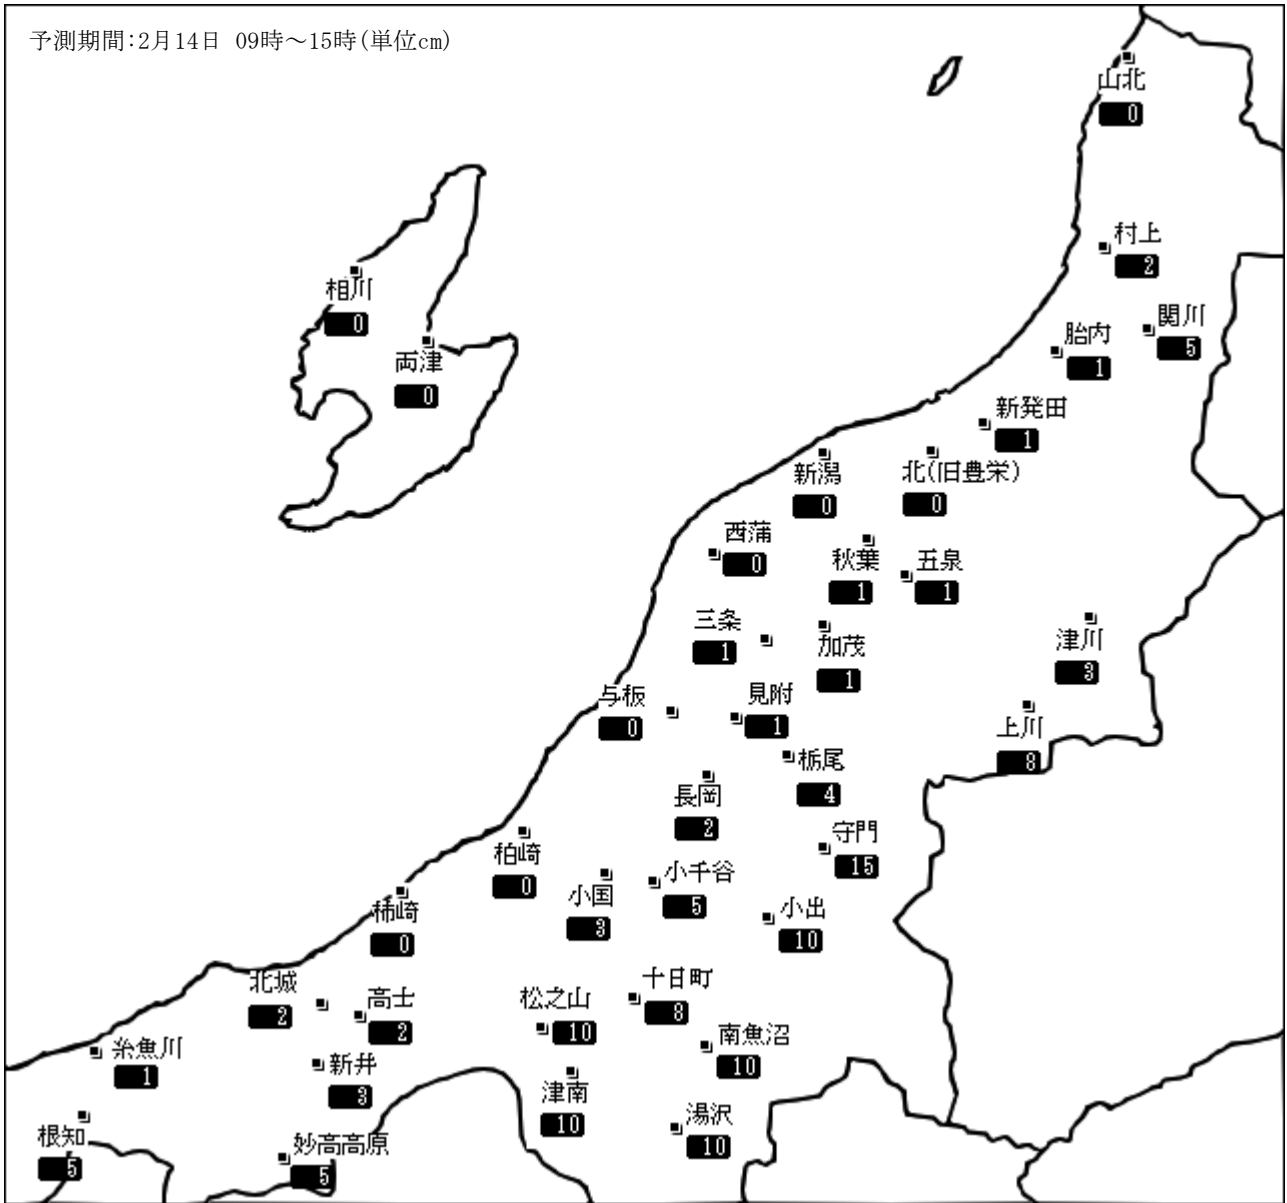 予測期間:2月14日 09時～15時(単位cm)
山北
0
村上
2
関川
5
胎内
1
新発田
1
相川
0
両津
0
新潟
0
北(旧豊栄)
0
西蒲
0
秋葉
1
五泉
1
三条
1
加茂
1
津川
3
与板
0
見附
1
上川
8
栃尾
4
長岡
2
守門
15
柏崎
0
小国
3
小千谷
5
小出
10
柿崎
0
北城
2
高士
2
松之山
10
十日町
8
南魚沼
10
糸魚川
1
新井
3
津南
10
湯沢
10
根知
5
妙高高原
5